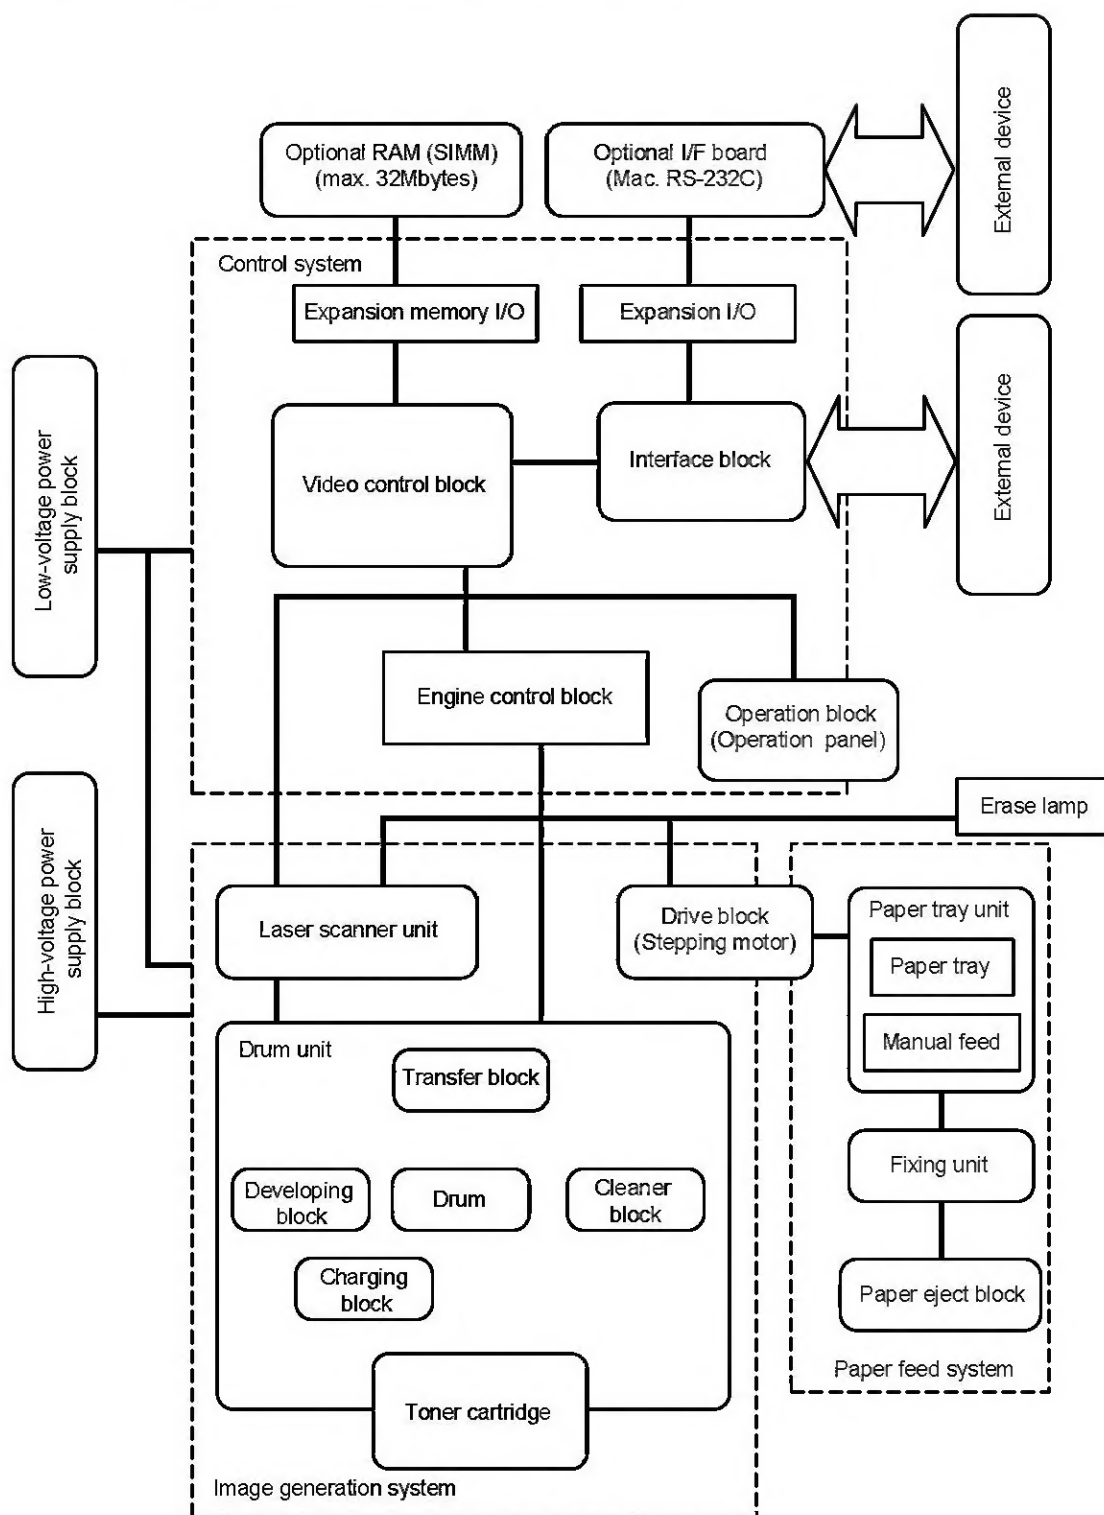 Optional RAM (SIMM)
(max. 32Mbytes)
Optional I/F board
(Mac. RS-232C)
External device
Control system
Expansion memory I/O
Expansion I/O
External device
Low-voltage power
supply block
Video control block
Interface block
Engine control block
Operation block
(Operation panel)
High-voltage power
supply block
Erase lamp
Laser scanner unit
Drive block
(Stepping motor)
Paper tray unit
Paper tray
Manual feed
Drum unit
Transfer block
Developing
block
Drum
Cleaner
block
Fixing unit
Charging
block
Paper eject block
Paper feed system
Toner cartridge
Image generation system